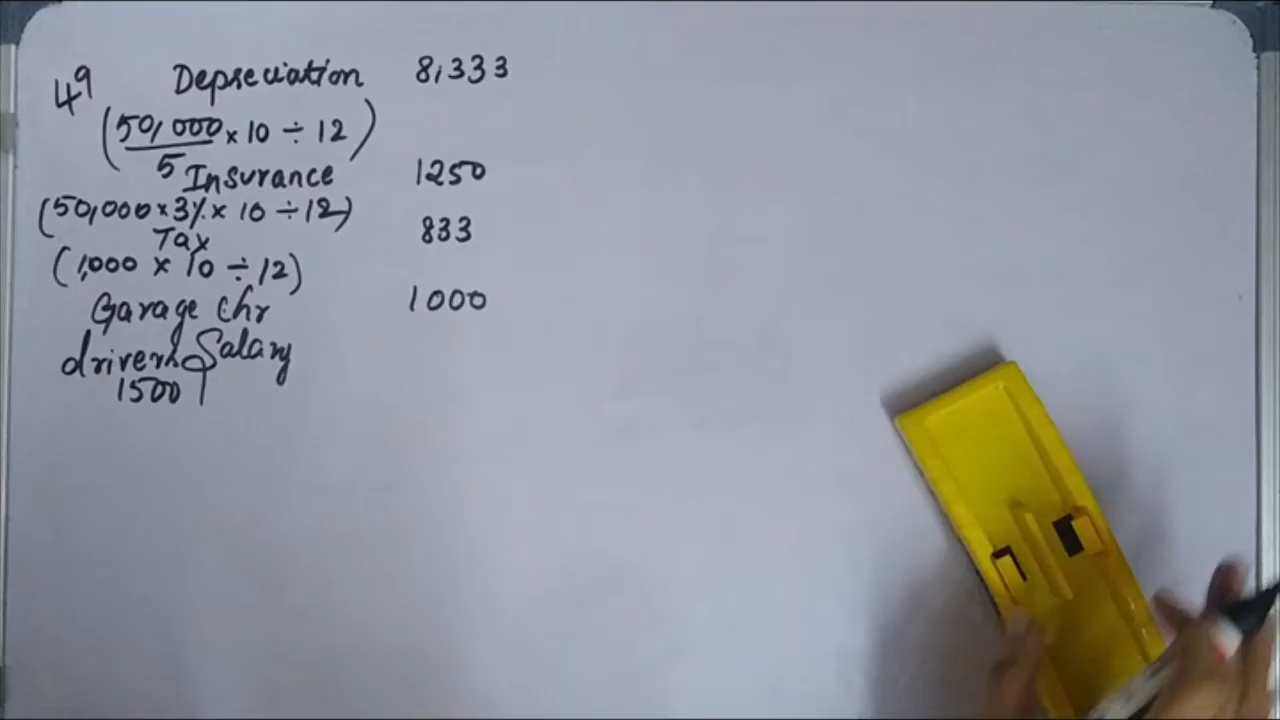 49 Depreciation 8,333
(50,000/5 × 10 ÷ 12)
Insurance 1250
(50,000 × 3% × 10 ÷ 12)
Tax 833
(1,000 × 10 ÷ 12)
Garage Chr 1000
drivers Salary
1500